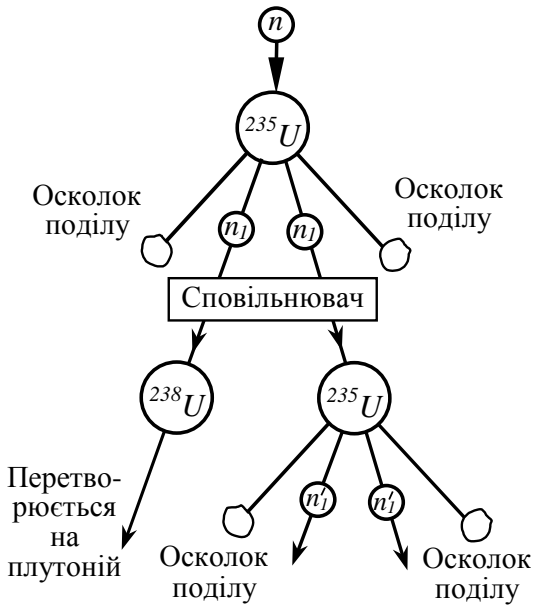 n
²³⁵U
Осколок
поділу
Осколок
поділу
n₁
n₁
Сповільнювач
²³⁸U
²³⁵U
Перетво-
рюється
на
плутоній
n′₁
n′₁
Осколок
поділу
Осколок
поділу